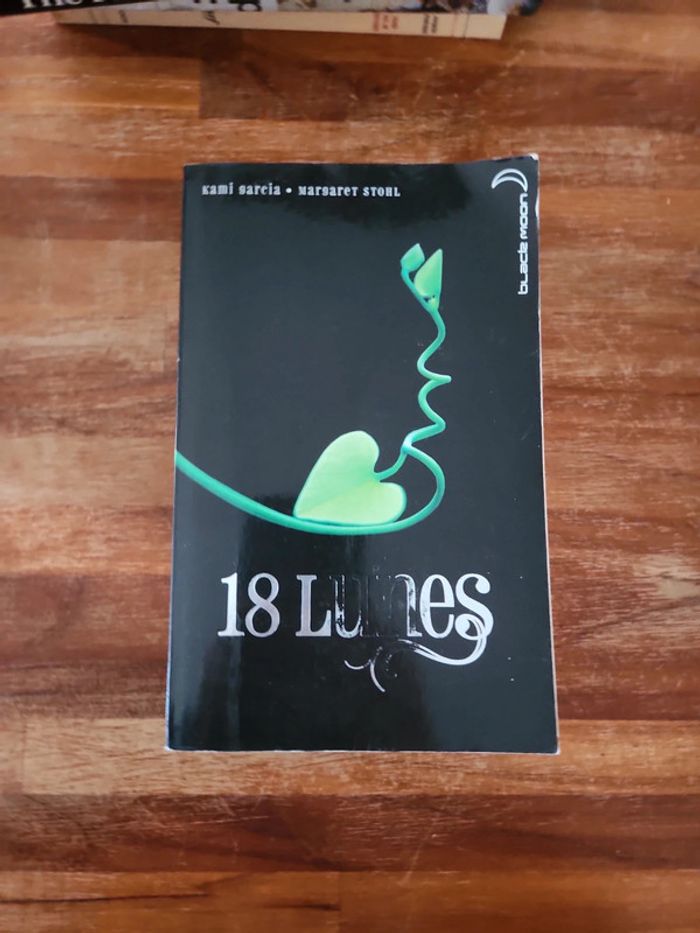 Kami Garcia • Margaret Stohl
black moon
18 Lunes